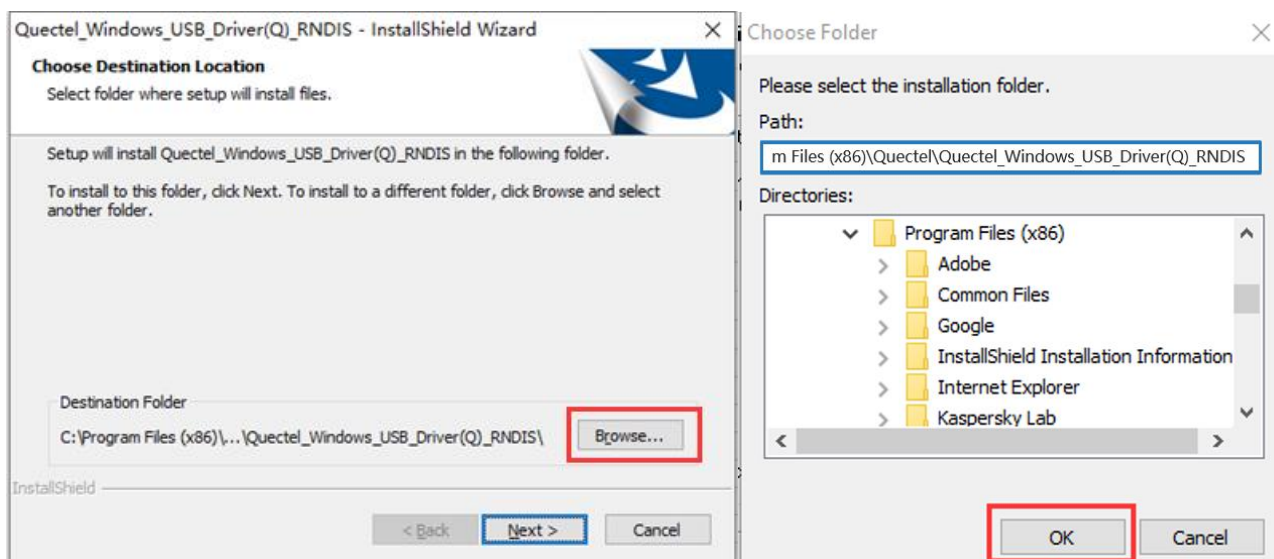 Quectel_Windows_USB_Driver(Q)_RNDIS - InstallShield Wizard
Choose Destination Location
Select folder where setup will install files.
Setup will install Quectel_Windows_USB_Driver(Q)_RNDIS in the following folder.
To install to this folder, click Next. To install to a different folder, click Browse and select
another folder.
Destination Folder
C:\Program Files (x86)\...\Quectel_Windows_USB_Driver(Q)_RNDIS\
Browse...
InstallShield
< Back
Next >
Cancel
Choose Folder
Please select the installation folder.
Path:
m Files (x86)\Quectel\Quectel_Windows_USB_Driver(Q)_RNDIS
Directories:
Program Files (x86)
Adobe
Common Files
Google
InstallShield Installation Information
Internet Explorer
Kaspersky Lab
OK
Cancel